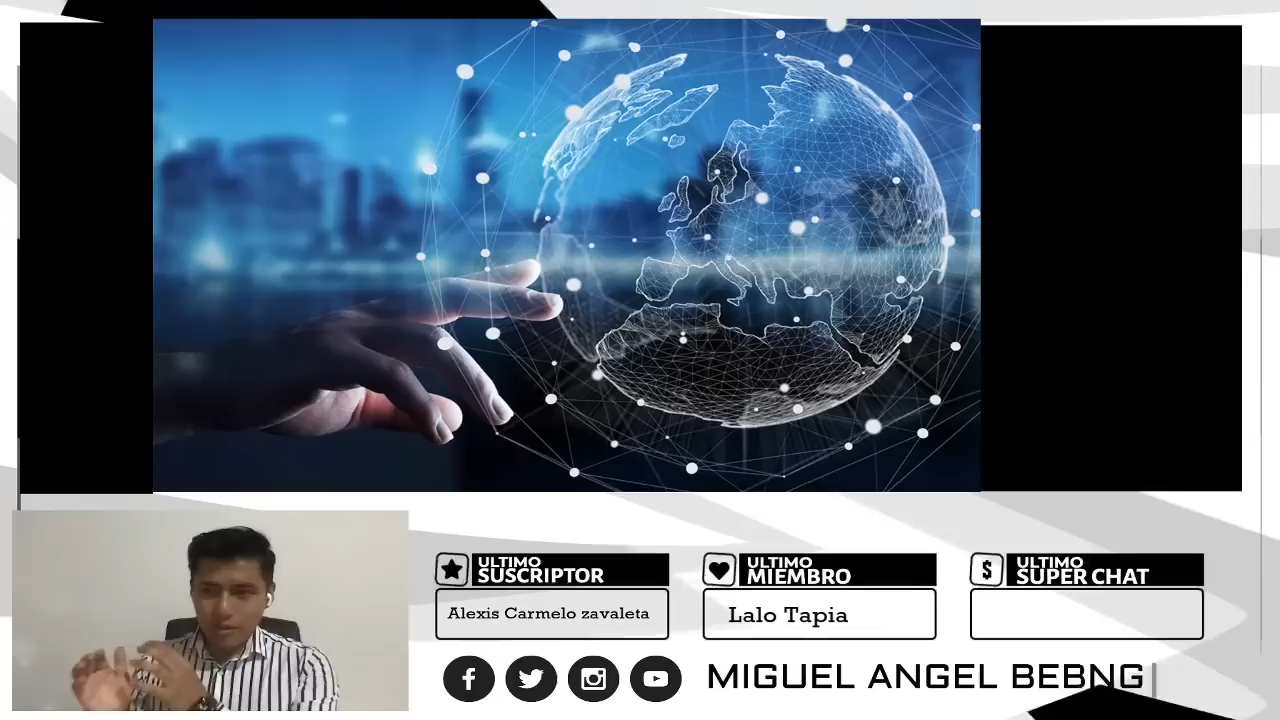 ULTIMO
SUSCRIPTOR
Alexis Carmelo zavaleta
ULTIMO
MIEMBRO
Lalo Tapia
$
ULTIMO
SUPER CHAT
MIGUEL ANGEL BEBNG